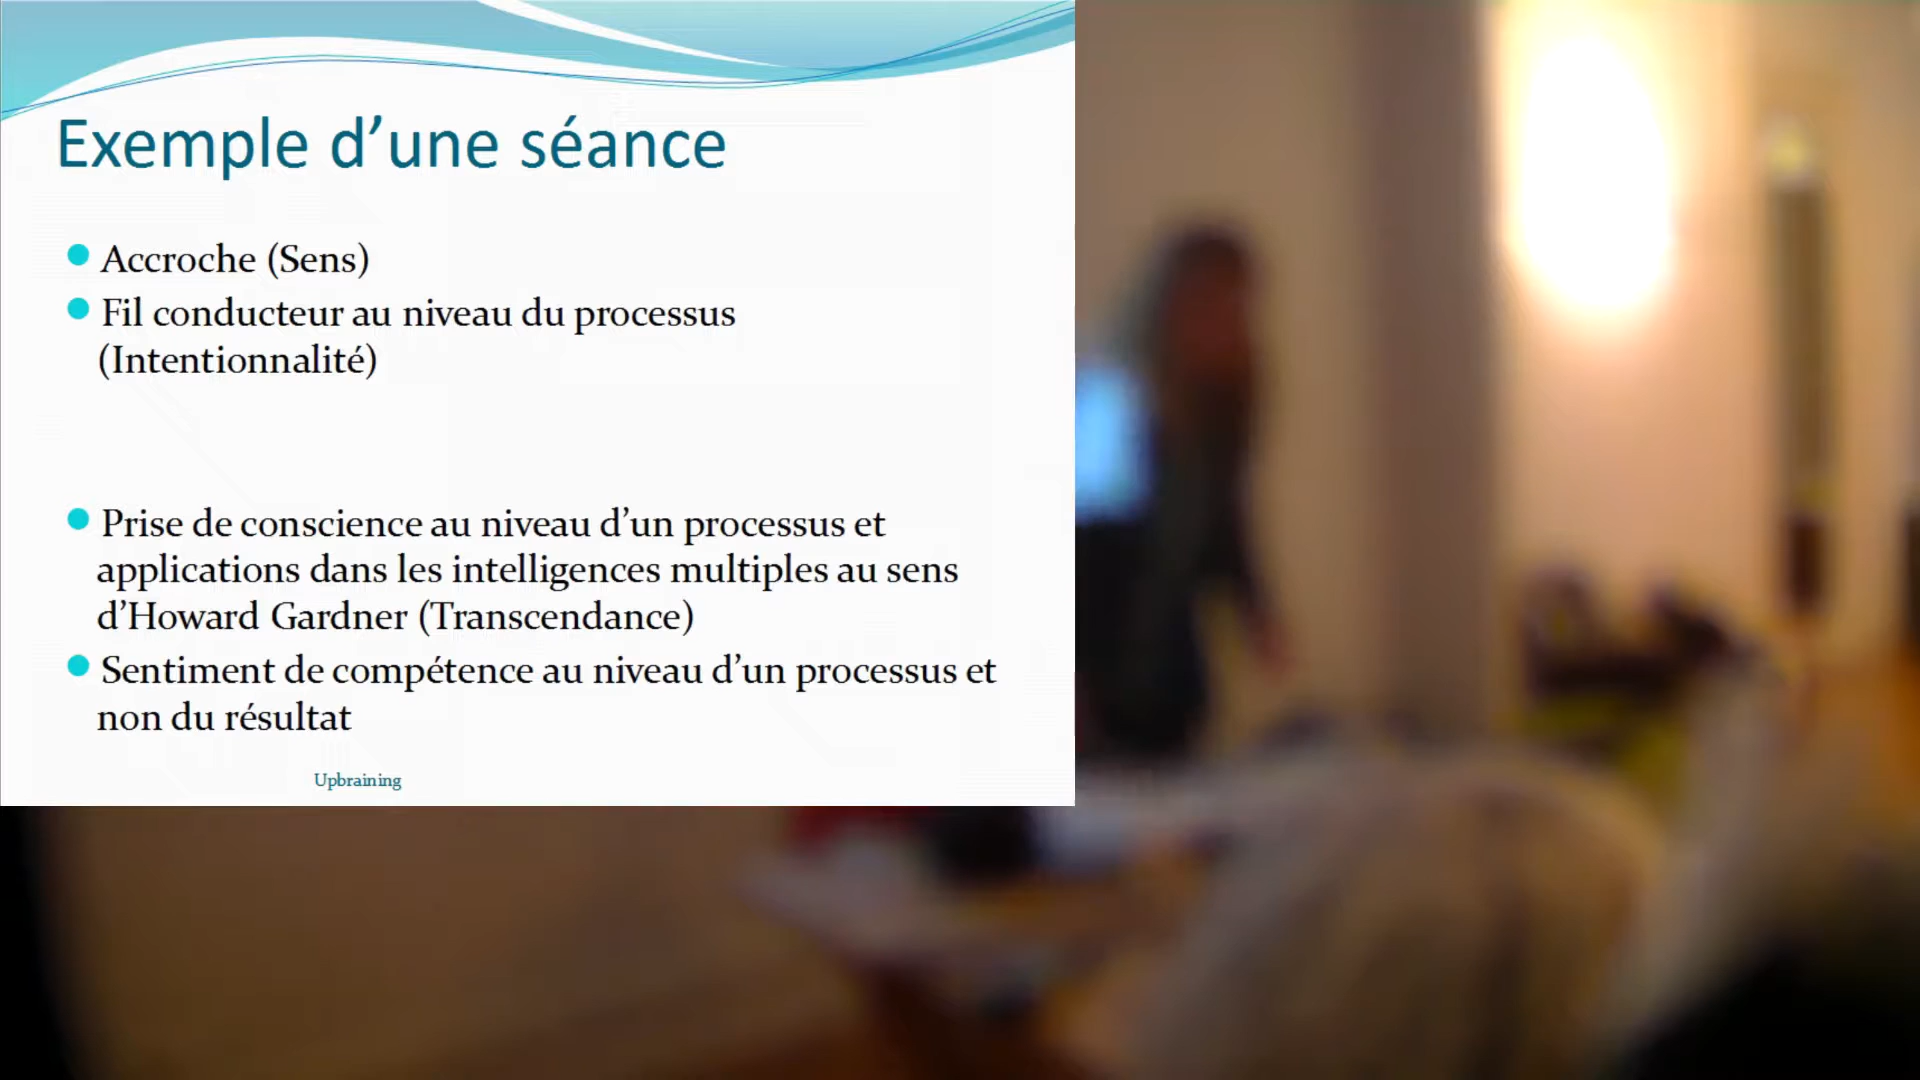 Exemple d’une séance
Accroche (Sens)
Fil conducteur au niveau du processus
(Intentionnalité)
Prise de conscience au niveau d’un processus et
applications dans les intelligences multiples au sens
d’Howard Gardner (Transcendance)
Sentiment de compétence au niveau d’un processus et
non du résultat
Upbraining